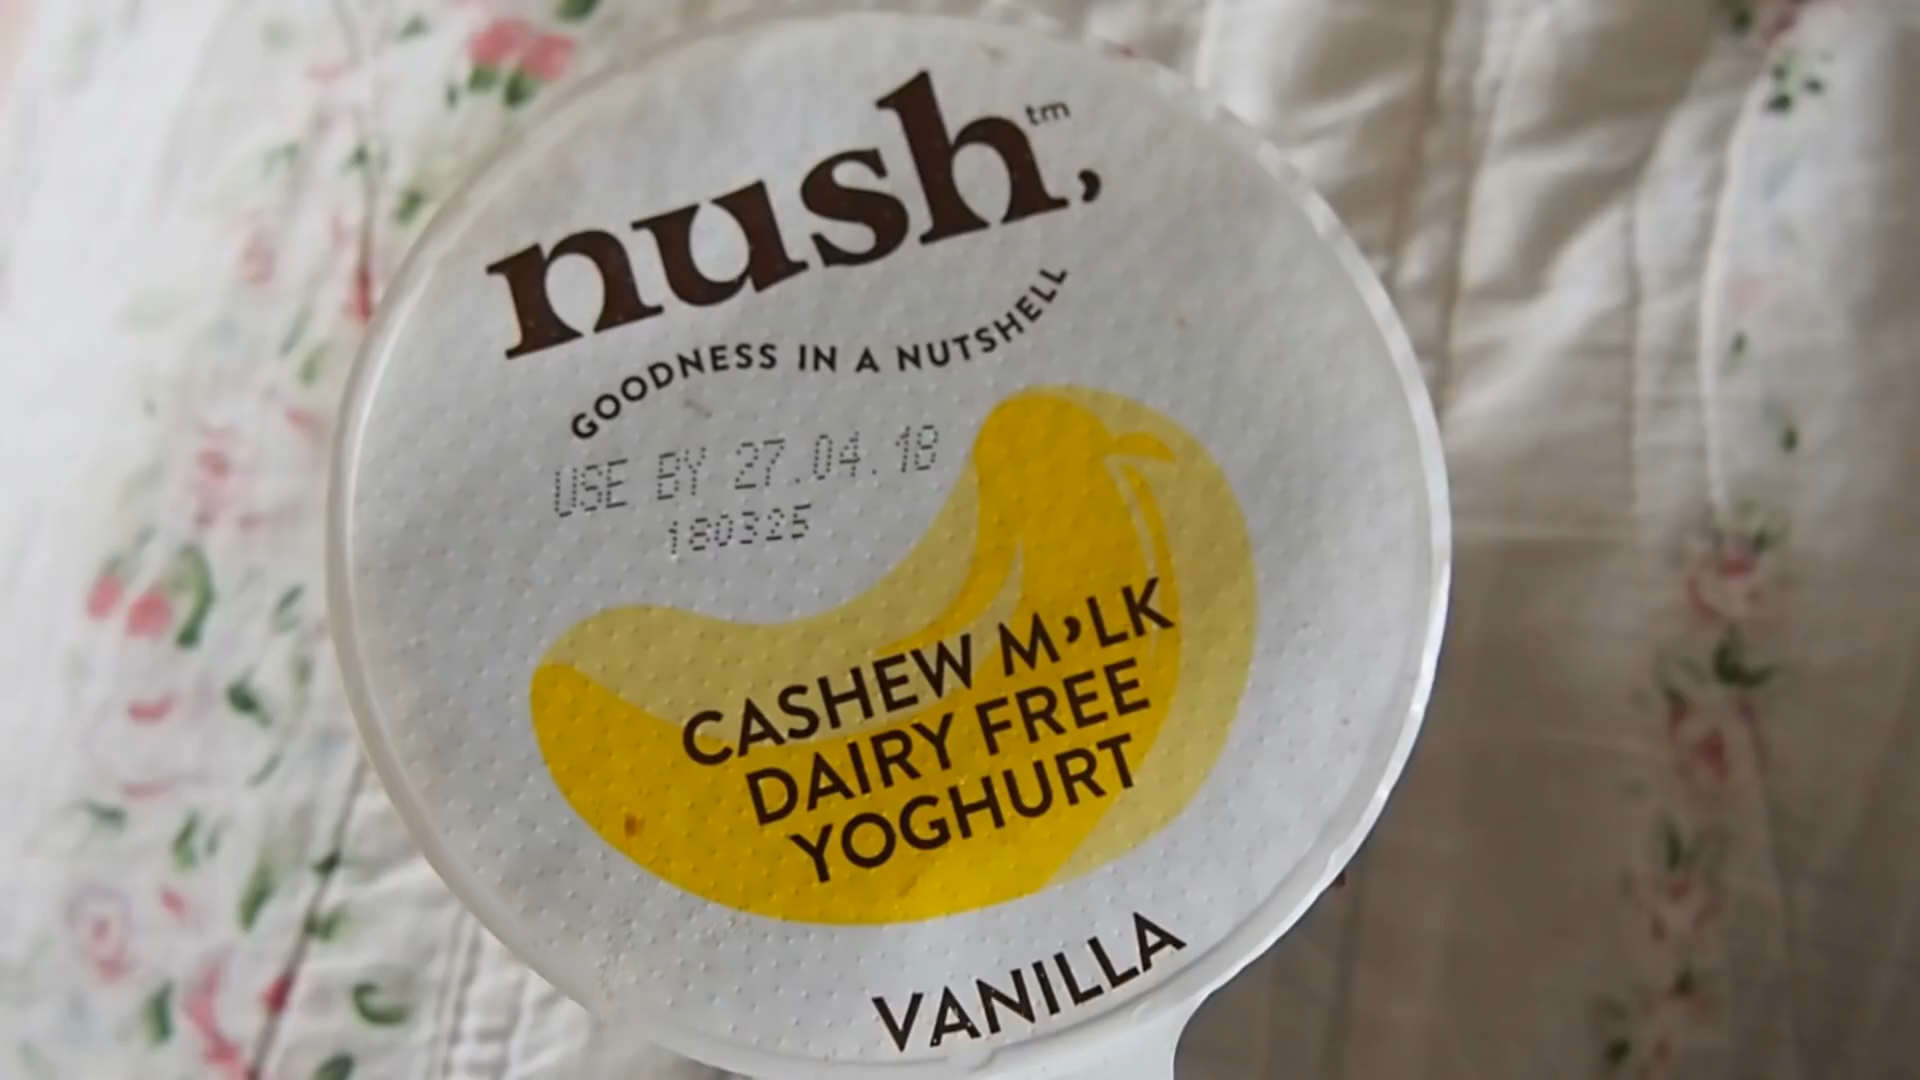 nush,™
GOODNESS IN A NUTSHELL
USE BY 27.04.18
180325
CASHEW M,LK
DAIRY FREE
YOGHURT
VANILLA